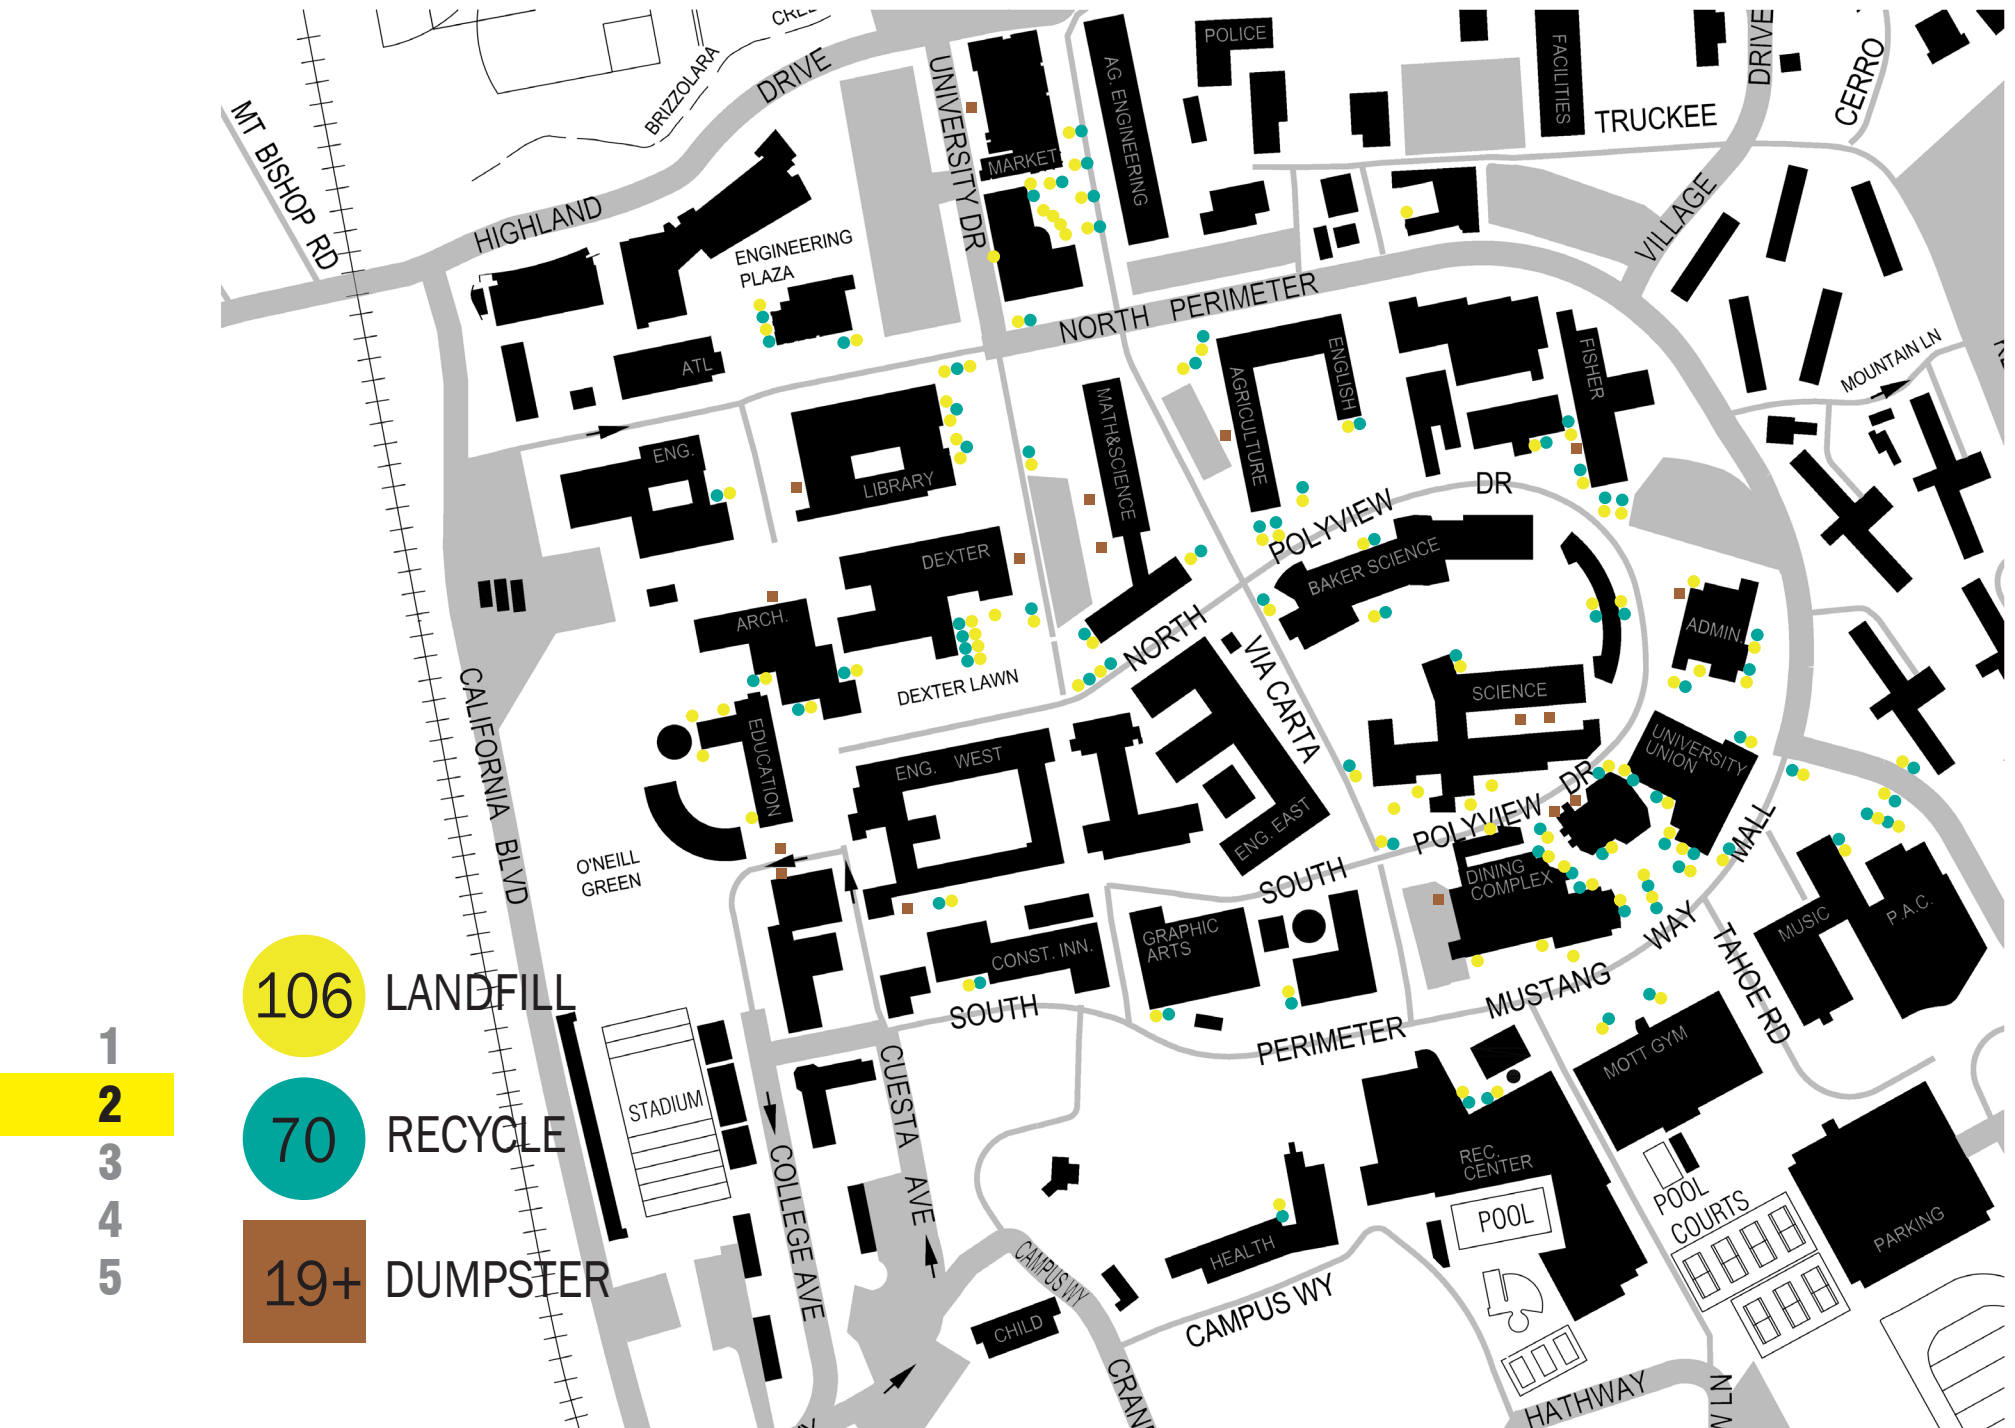 CREE
DRIVE
BRIZZOLARA
MT BISHOP RD
HIGHLAND
UNIVERSITY DR
MARKET
AG. ENGINEERING
POLICE
FACILITIES
TRUCKEE
DRIVE
CERRO
VILLAGE
ENGINEERING
PLAZA
NORTH PERIMETER
ATL
ENG.
LIBRARY
MATH&SCIENCE
AGRICULTURE
ENGLISH
FISHER
MOUNTAIN LN
POLYVIEW
DR
DEXTER
BAKER SCIENCE
ARCH.
NORTH
ADMIN.
DEXTER LAWN
VIA CARTA
SCIENCE
CALIFORNIA BLVD
EDUCATION
ENG. WEST
UNIVERSITY
UNION
ENG. EAST
POLYVIEW
DR
MALL
O'NEILL
GREEN
SOUTH
DINING
COMPLEX
WAY
GRAPHIC
ARTS
CONST. INN.
MUSIC
P.A.C.
TAHOE RD
MUSTANG
SOUTH
PERIMETER
MOTT GYM
STADIUM
CUESTA AVE
COLLEGE AVE
REC.
CENTER
POOL
POOL
COURTS
PARKING
HEALTH
CAMPUS WY
CAMPUS WY
CHILD
CRAN
HATHWAY
106 LANDFILL
70 RECYCLE
19+ DUMPSTER
1
2
3
4
5